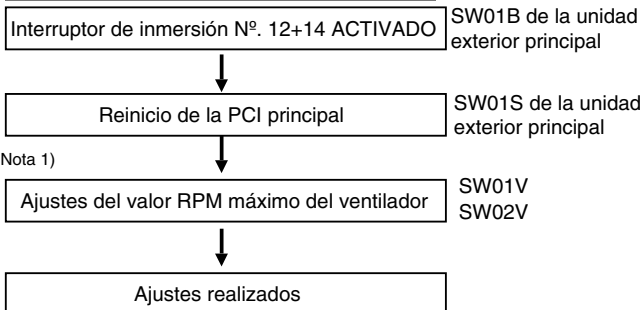 Interruptor de inmersión Nº. 12+14 ACTIVADO
SW01B de la unidad
exterior principal
Reinicio de la PCI principal
SW01S de la unidad
exterior principal
Nota 1)
Ajustes del valor RPM máximo del ventilador
SW01V
SW02V
Ajustes realizados